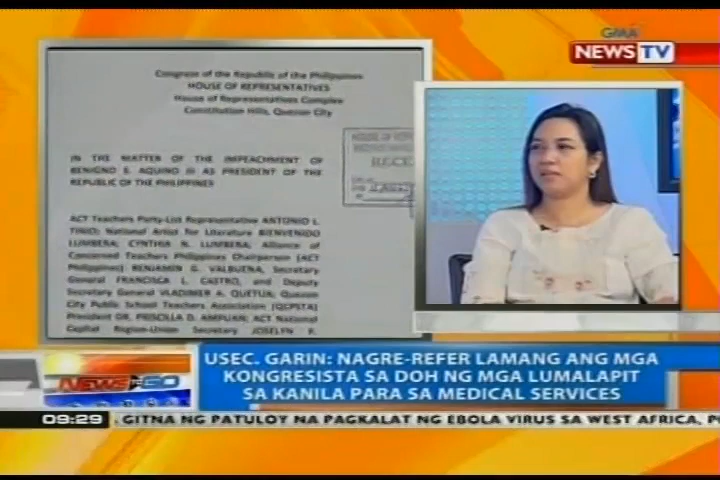 GMA
NEWS TV
Congress of the Republic of the Philippines
HOUSE OF REPRESENTATIVES
House of Representatives Complex
Constitution Hills, Quezon City
HOUSE OF
RECE
IN THE MATTER OF THE IMPEACHMENT OF
BENIGNO S. AQUINO III AS PRESIDENT OF THE
REPUBLIC OF THE PHILIPPINES
ACT Teachers Party-List Representative ANTONIO L.
TINIO; National Artist for Literature BIENVENIDO
LUMBERA; CYNTHIA N. LUMBERA; Alliance of
Concerned Teachers Philippines Chairperson (ACT
Philippines) BENJAMIN G. VALBUENA, Secretary
General FRANCISCA L. CASTRO, and Deputy
Secretary General VLADIMER A. QUETUA; Quezon
City Public School Teachers Association (QCPSTA)
President DR. PRISCILLA D. AMPUAN; ACT National
Capital Region-Union Secretary JOSELYN F.
USEC. GARIN: NAGRE-REFER LAMANG ANG MGA
KONGRESISTA SA DOH NG MGA LUMALAPIT
SA KANILA PARA SA MEDICAL SERVICES
NEWS TO GO
09:29 GITNA NG PATULOY NA PAGKALAT NG EBOLA VIRUS SA WEST AFRICA, P